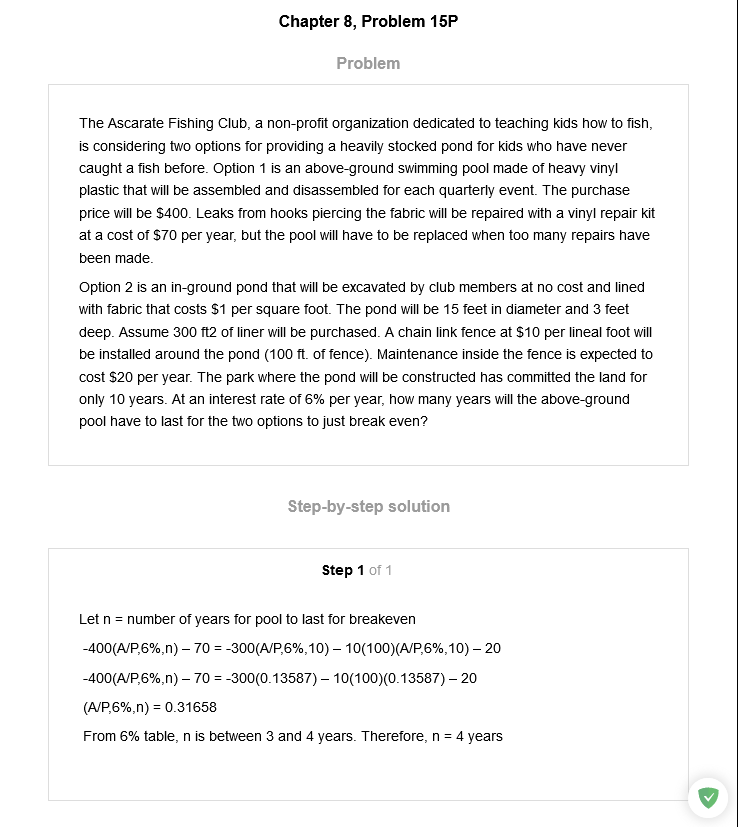 Chapter 8, Problem 15P
Problem
The Ascarate Fishing Club, a non-profit organization dedicated to teaching kids how to fish,
is considering two options for providing a heavily stocked pond for kids who have never
caught a fish before. Option 1 is an above-ground swimming pool made of heavy vinyl
plastic that will be assembled and disassembled for each quarterly event. The purchase
price will be $400. Leaks from hooks piercing the fabric will be repaired with a vinyl repair kit
at a cost of $70 per year, but the pool will have to be replaced when too many repairs have
been made.
Option 2 is an in-ground pond that will be excavated by club members at no cost and lined
with fabric that costs $1 per square foot. The pond will be 15 feet in diameter and 3 feet
deep. Assume 300 ft2 of liner will be purchased. A chain link fence at $10 per lineal foot will
be installed around the pond (100 ft. of fence). Maintenance inside the fence is expected to
cost $20 per year. The park where the pond will be constructed has committed the land for
only 10 years. At an interest rate of 6% per year, how many years will the above-ground
pool have to last for the two options to just break even?
Step-by-step solution
Step 1 of 1
Let n = number of years for pool to last for breakeven
-400(A/P,6%,n) – 70 = -300(A/P,6%,10) – 10(100)(A/P,6%,10) – 20
-400(A/P,6%,n) – 70 = -300(0.13587) – 10(100)(0.13587) – 20
(A/P,6%,n) = 0.31658
From 6% table, n is between 3 and 4 years. Therefore, n = 4 years